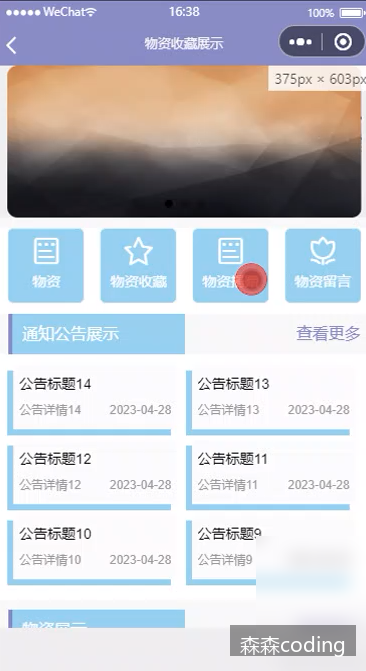 WeChat 16:38 100%
物资收藏展示
375px × 603px
物资 物资收藏 物资 物资留言
通知公告展示 查看更多
公告标题14 公告标题13
公告详情14 2023-04-28 公告详情13 2023-04-28
公告标题12 公告标题11
公告详情12 2023-04-28 公告详情11 2023-04-28
公告标题10 公告标题9
公告详情10 2023-04-28 公告详情9
物资展示
森森coding